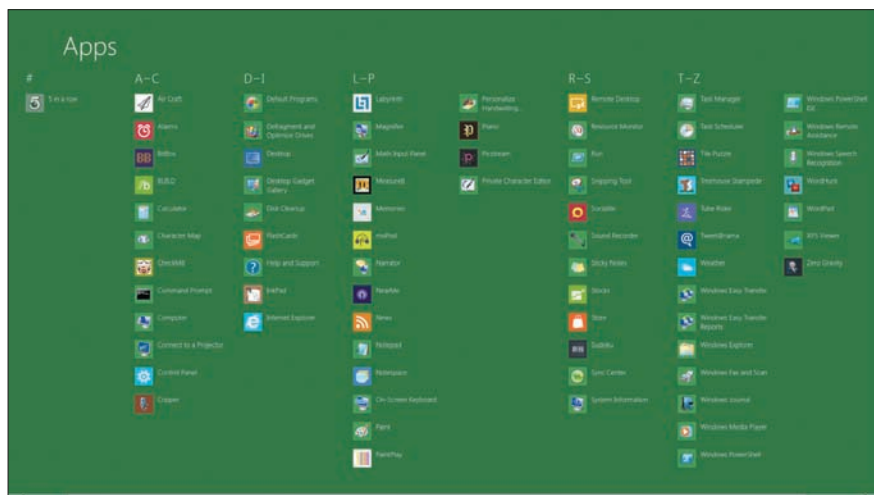 Apps
#
5 in a row
A-C
Air Craft
Alarms
BitBox
BUILD
Calculator
Character Map
CheckMe
Command Prompt
Computer
Connect to a Projector
Control Panel
Copper
D-I
Default Programs
Defragment and
Optimize Drives
Desktop
Desktop Gadget
Gallery
Disk Cleanup
FlashCards
Help and Support
InkPad
Internet Explorer
L-P
Labyrinth
Magnifier
Math Input Panel
MeasureIt
Memories
mxPod
Narrator
NearMe
News
Notepad
Notespace
On-Screen Keyboard
Paint
PaintPlay
Personalize
Handwriting...
Piano
Picstream
Private Character Editor
R-S
Remote Desktop
Resource Monitor
Run
Snipping Tool
Socialite
Sound Recorder
Sticky Notes
Stocks
Store
Sudoku
Sync Center
System Information
T-Z
Task Manager
Task Scheduler
Tile Puzzle
Treehouse Stampede
Tube Rider
Tweet@rama
Weather
Windows Easy Transfer
Windows Easy Transfer
Reports
Windows Explorer
Windows Fax and Scan
Windows Journal
Windows Media Player
Windows PowerShell
Windows PowerShell
ISE
Windows Remote
Assistance
Windows Speech
Recognition
WordHunt
WordPad
XPS Viewer
Zero Gravity